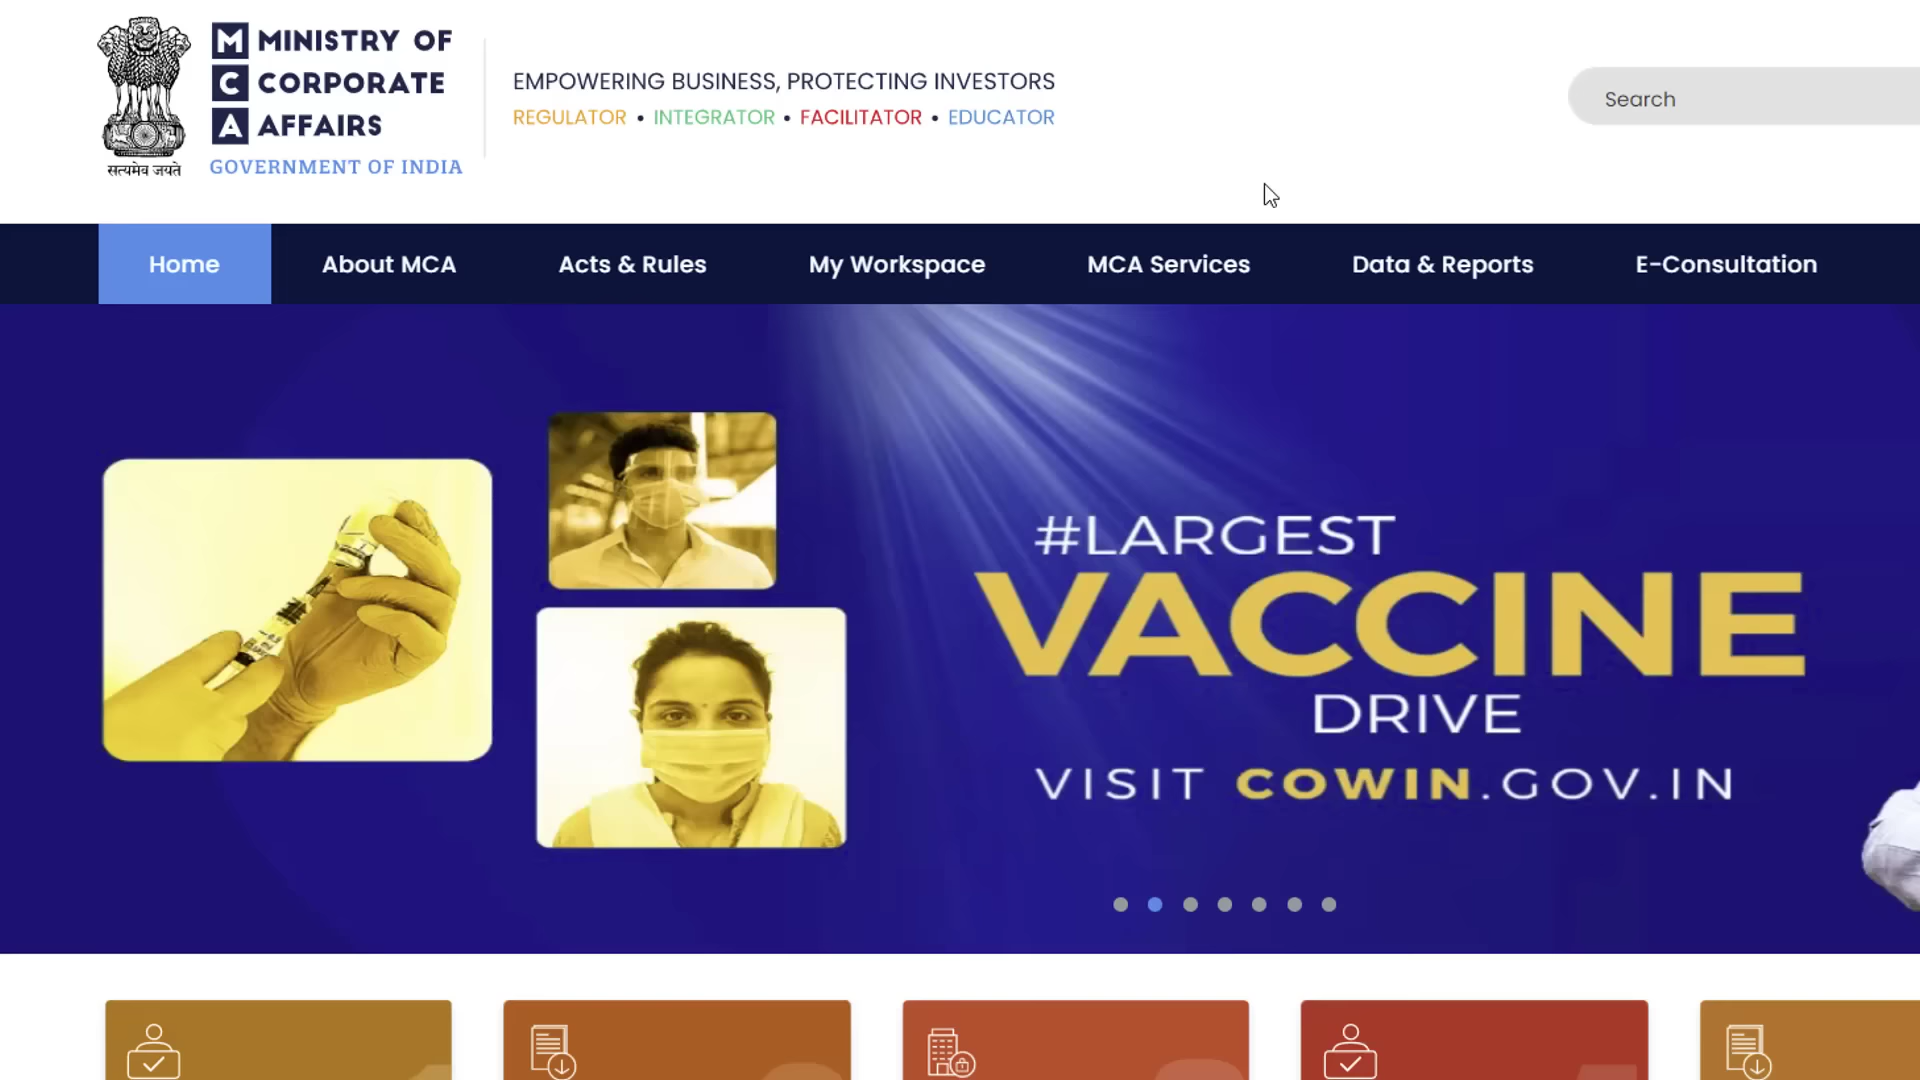 MINISTRY OF
CORPORATE
AFFAIRS
GOVERNMENT OF INDIA
सत्यमेव जयते
EMPOWERING BUSINESS, PROTECTING INVESTORS
REGULATOR • INTEGRATOR • FACILITATOR • EDUCATOR
Search
Home About MCA Acts & Rules My Workspace MCA Services Data & Reports E-Consultation
#LARGEST
VACCINE
DRIVE
VISIT COWIN.GOV.IN